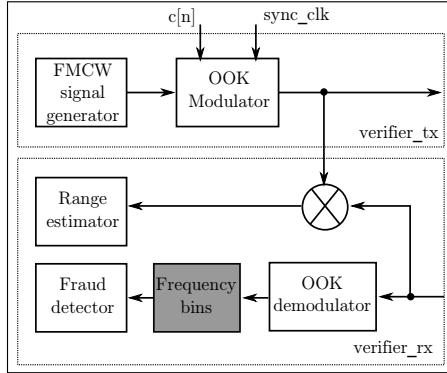 c[n]
sync_clk
FMCW
signal
generator
OOK
Modulator
verifier_tx
Range
estimator
Fraud
detector
Frequency
bins
OOK
demodulator
verifier_rx